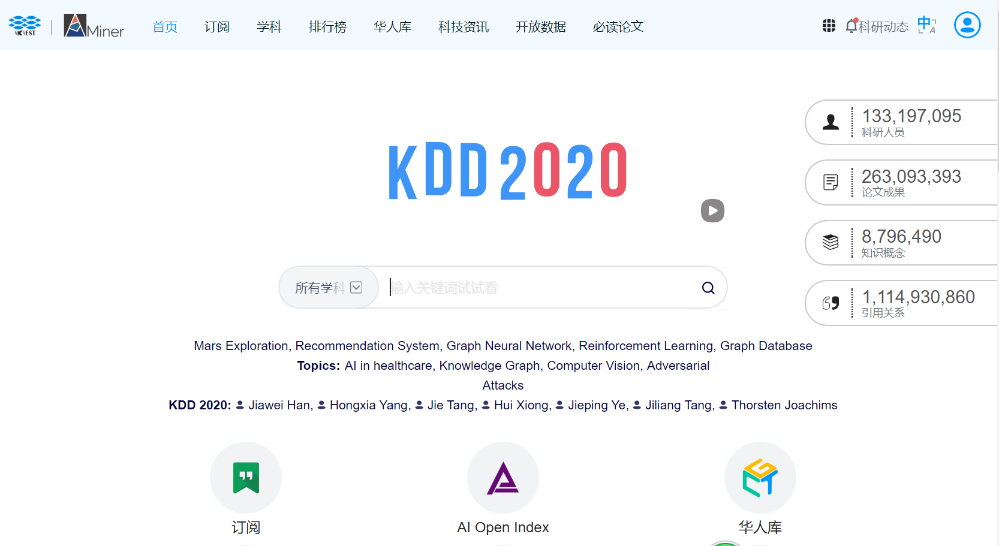 IKCEST
AMiner
首页 订阅 学科 排行榜 华人库 科技资讯 开放数据 必读论文
科研动态
中 A
133,197,095
科研人员
KDD 2020
263,093,393
论文成果
8,796,490
知识概念
所有学科 输入关键词试试看
1,114,930,860
引用关系
Mars Exploration, Recommendation System, Graph Neural Network, Reinforcement Learning, Graph Database
Topics: AI in healthcare, Knowledge Graph, Computer Vision, Adversarial
Attacks
KDD 2020: Jiawei Han, Hongxia Yang, Jie Tang, Hui Xiong, Jieping Ye, Jiliang Tang, Thorsten Joachims
订阅
AI Open Index
华人库